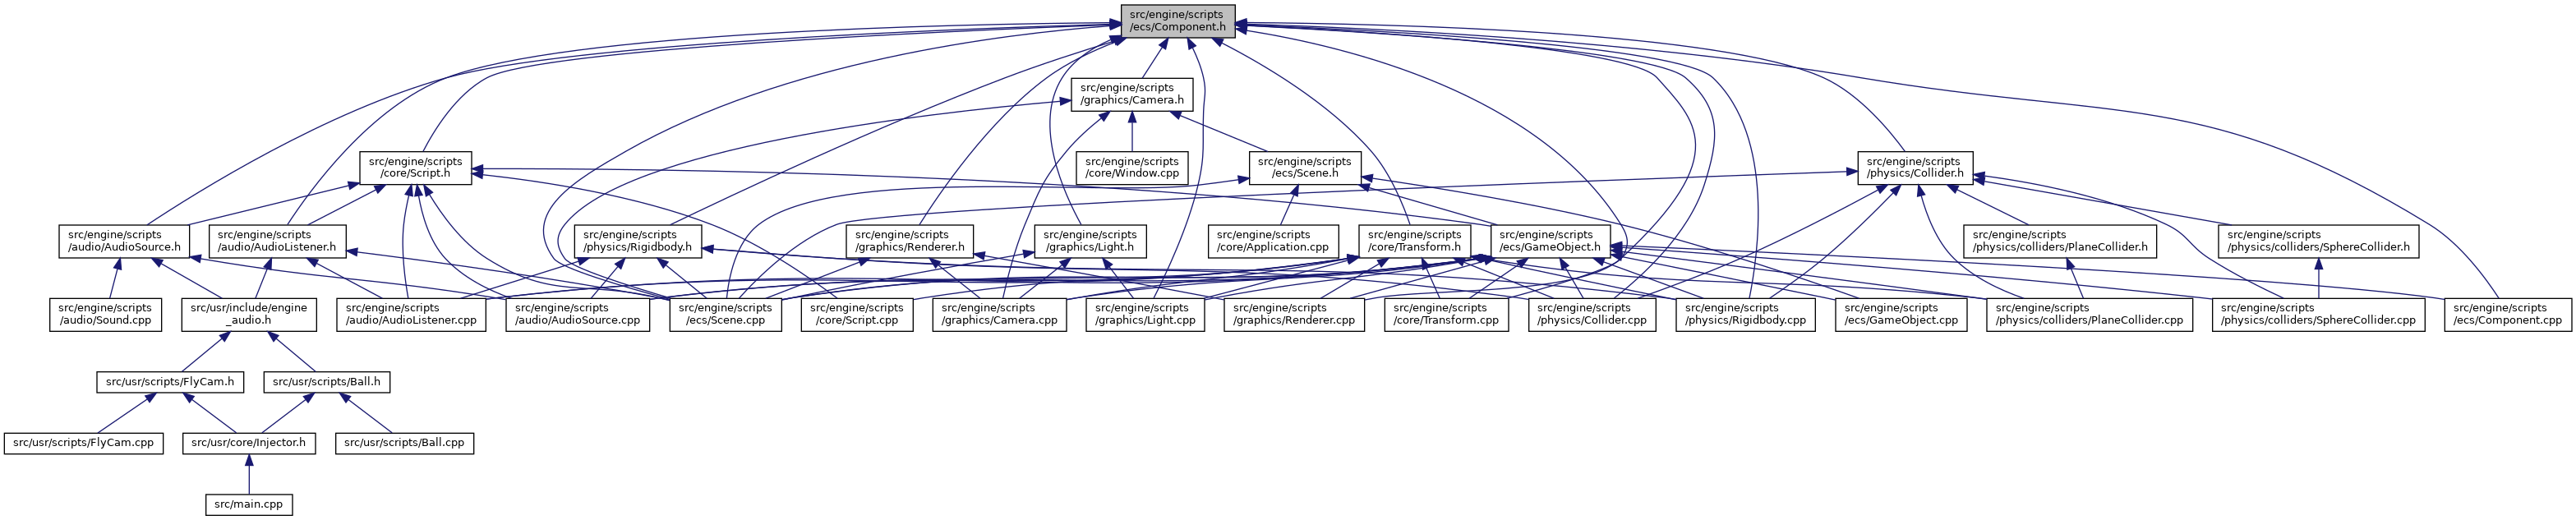 src/engine/scripts
/ecs/Component.h
src/engine/scripts
/graphics/Camera.h
src/engine/scripts
/core/Script.h
src/engine/scripts
/core/Window.cpp
src/engine/scripts
/ecs/Scene.h
src/engine/scripts
/physics/Collider.h
src/engine/scripts
/audio/AudioSource.h
src/engine/scripts
/audio/AudioListener.h
src/engine/scripts
/physics/Rigidbody.h
src/engine/scripts
/graphics/Renderer.h
src/engine/scripts
/graphics/Light.h
src/engine/scripts
/core/Application.cpp
src/engine/scripts
/core/Transform.h
src/engine/scripts
/ecs/GameObject.h
src/engine/scripts
/physics/colliders/PlaneCollider.h
src/engine/scripts
/physics/colliders/SphereCollider.h
src/engine/scripts
/audio/Sound.cpp
src/usr/include/engine
_audio.h
src/engine/scripts
/audio/AudioListener.cpp
src/engine/scripts
/audio/AudioSource.cpp
src/engine/scripts
/ecs/Scene.cpp
src/engine/scripts
/core/Script.cpp
src/engine/scripts
/graphics/Camera.cpp
src/engine/scripts
/graphics/Light.cpp
src/engine/scripts
/graphics/Renderer.cpp
src/engine/scripts
/core/Transform.cpp
src/engine/scripts
/physics/Collider.cpp
src/engine/scripts
/physics/Rigidbody.cpp
src/engine/scripts
/ecs/GameObject.cpp
src/engine/scripts
/physics/colliders/PlaneCollider.cpp
src/engine/scripts
/physics/colliders/SphereCollider.cpp
src/engine/scripts
/ecs/Component.cpp
src/usr/scripts/FlyCam.h
src/usr/scripts/Ball.h
src/usr/scripts/FlyCam.cpp
src/usr/core/Injector.h
src/usr/scripts/Ball.cpp
src/main.cpp